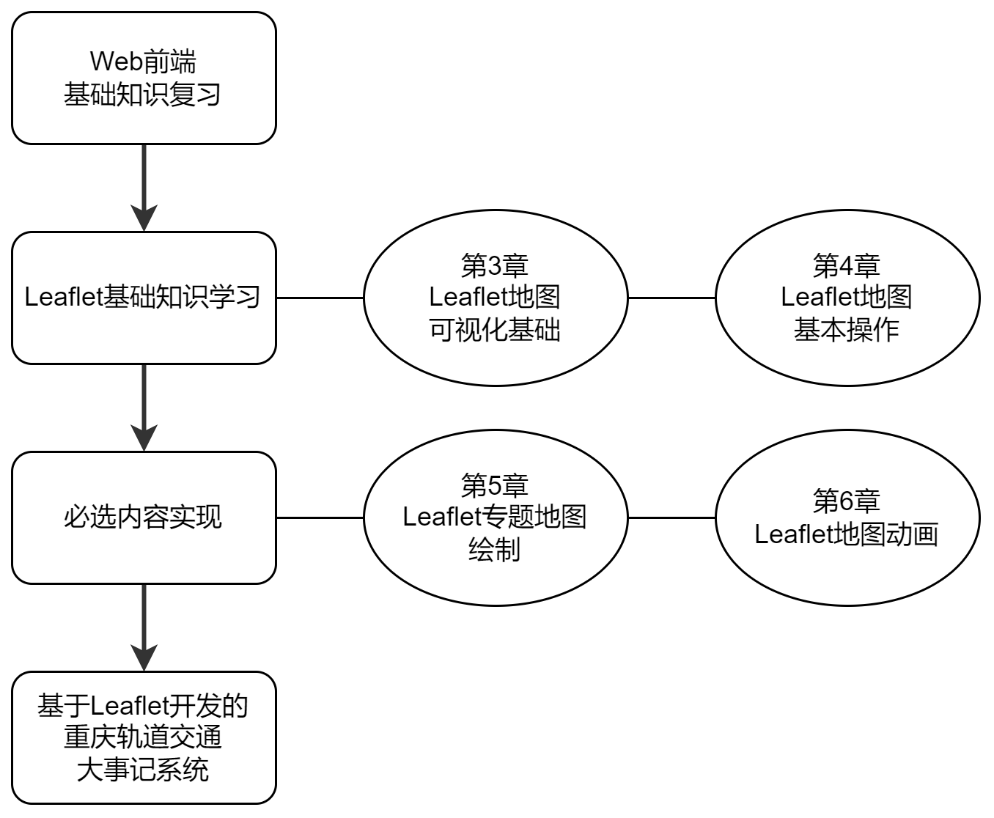 Web前端
基础知识复习
Leaflet基础知识学习
第3章
Leaflet地图
可视化基础
第4章
Leaflet地图
基本操作
必选内容实现
第5章
Leaflet专题地图
绘制
第6章
Leaflet地图动画
基于Leaflet开发的
重庆轨道交通
大事记系统